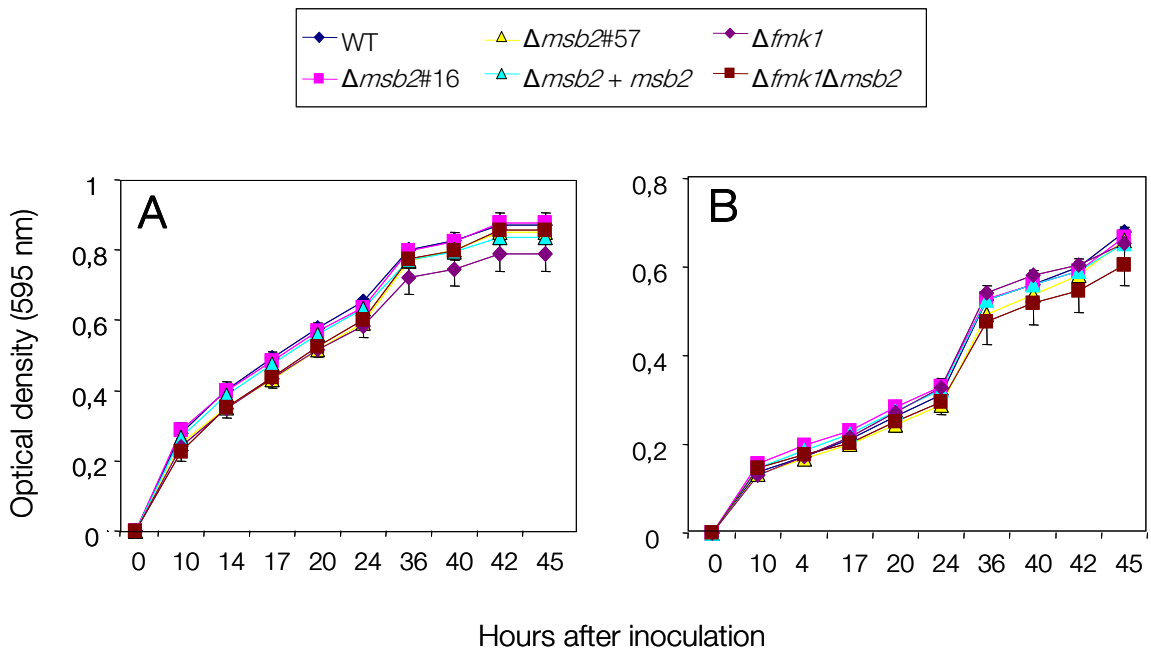 WT Δmsb2#57 Δfmk1
Δmsb2#16 Δmsb2 + msb2 Δfmk1Δmsb2
A
B
Optical density (595 nm)
1
0,8
0,6
0,4
0,2
0
0,8
0,6
0,4
0,2
0
0 10 14 17 20 24 36 40 42 45
0 10 4 17 20 24 36 40 42 45
Hours after inoculation